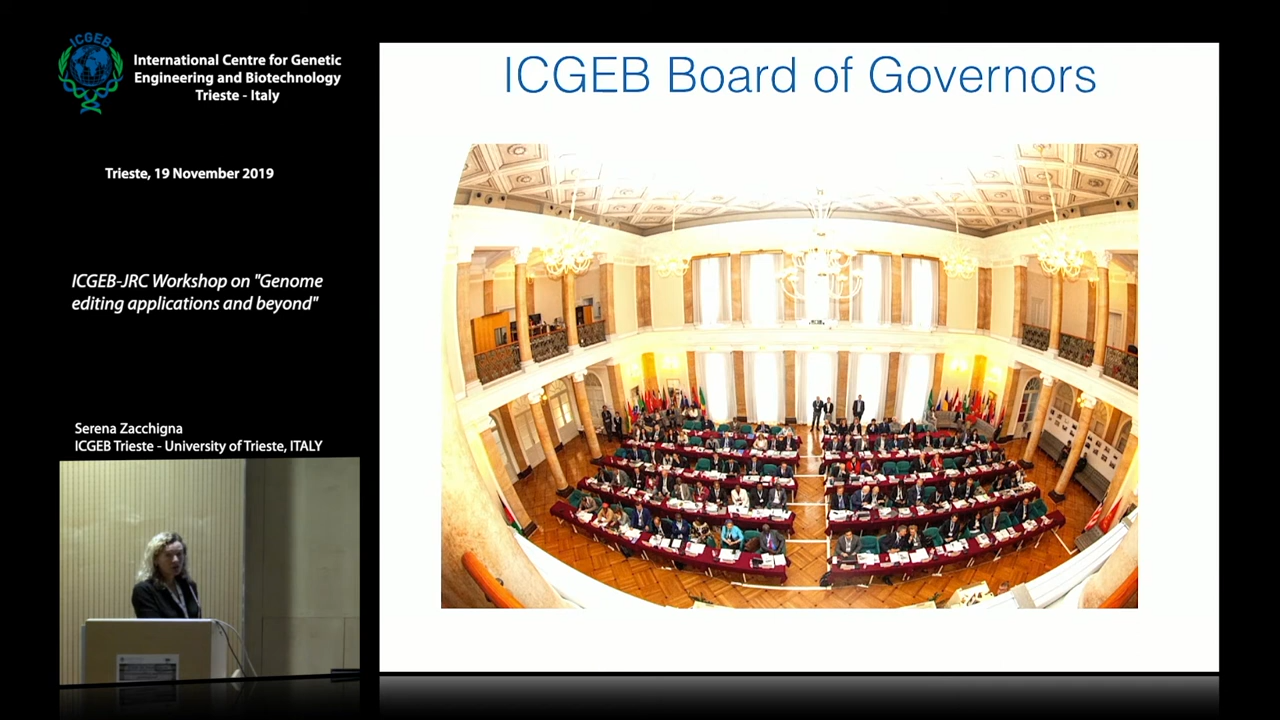 ICGEB
International Centre for Genetic
Engineering and Biotechnology
Trieste - Italy
Trieste, 19 November 2019
ICGEB-JRC Workshop on "Genome
editing applications and beyond"
Serena Zacchigna
ICGEB Trieste - University of Trieste, ITALY
ICGEB Board of Governors